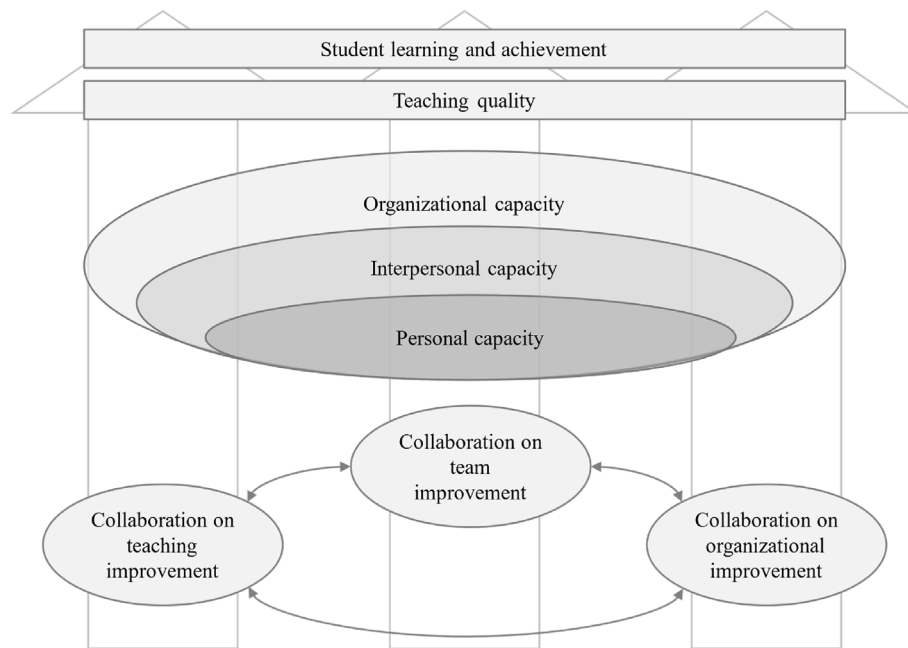 Student learning and achievement
Teaching quality
Organizational capacity
Interpersonal capacity
Personal capacity
Collaboration on
team
improvement
Collaboration on
teaching
improvement
Collaboration on
organizational
improvement